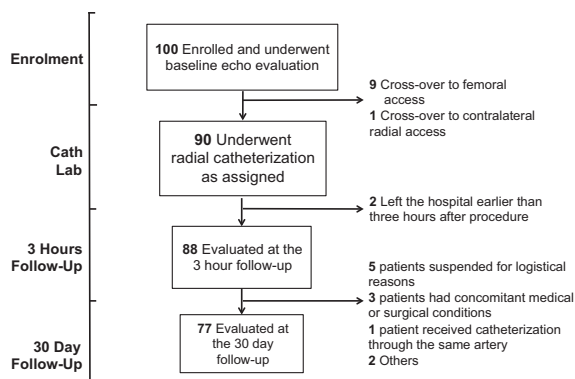 Enrolment
100 Enrolled and underwent
baseline echo evaluation
9 Cross-over to femoral
access
1 Cross-over to contralateral
radial access
Cath
Lab
90 Underwent
radial catheterization
as assigned
2 Left the hospital earlier than
three hours after procedure
3 Hours
Follow-Up
88 Evaluated at the
3 hour follow-up
5 patients suspended for logistical
reasons
3 patients had concomitant medical
or surgical conditions
1 patient received catheterization
through the same artery
2 Others
30 Day
Follow-Up
77 Evaluated at
the 30 day
follow-up